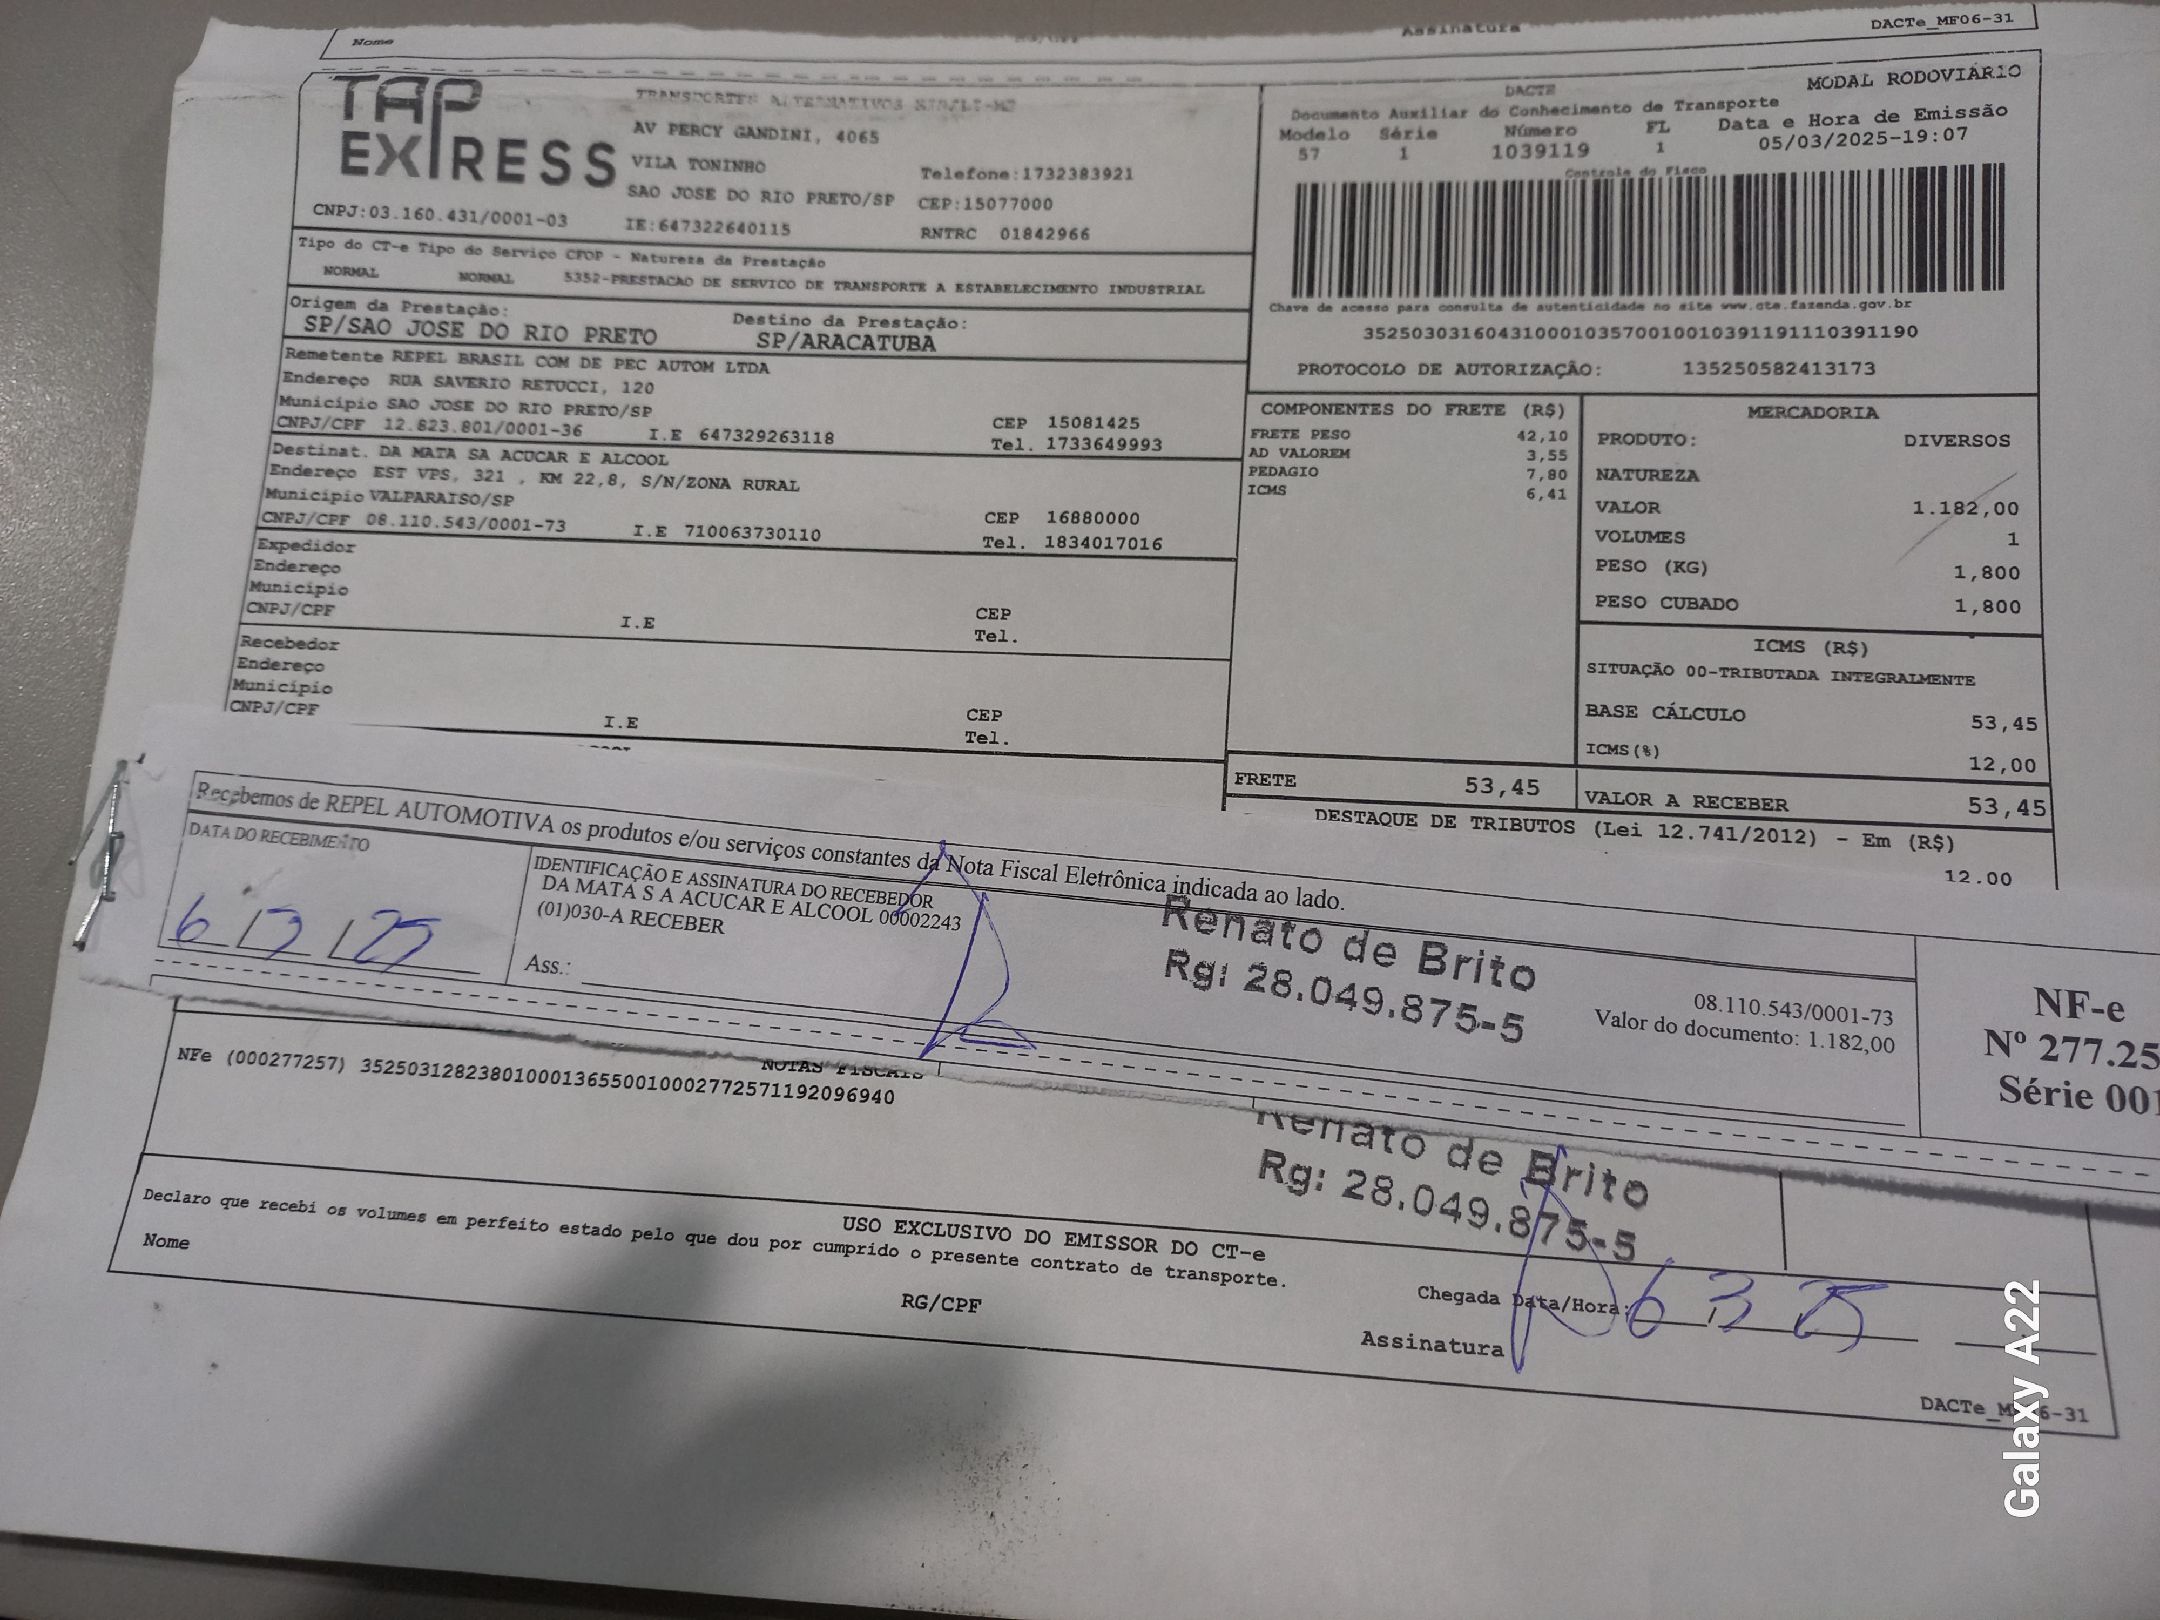 Nome
Assinatura
DACTe_MF06-31
TAP EXPRESS
TRANSPORTES ALTERNATIVOS
AV PERCY GANDINI, 4065
VILA TONINHO
Telefone:1732383921
SAO JOSE DO RIO PRETO/SP CEP:15077000
CNPJ:03.160.431/0001-03
IE:647322640115
RNTRC 01842966
DACTE
MODAL RODOVIÁRIO
Documento Auxiliar do Conhecimento de Transporte
Data e Hora de Emissão
Modelo Série Número FL
57 1 1039119 1
05/03/2025-19:07
Controle do Fisco
Chave de acesso para consulta de autenticidade no site www.cte.fazenda.gov.br
35250303160431000103570010010391191110391190
PROTOCOLO DE AUTORIZAÇÃO: 135250582413173
Tipo do CT-e Tipo do Serviço CFOP - Natureza da Prestação
NORMAL NORMAL 5352-PRESTACAO DE SERVICO DE TRANSPORTE A ESTABELECIMENTO INDUSTRIAL
Origem da Prestação: Destino da Prestação:
SP/SAO JOSE DO RIO PRETO SP/ARACATUBA
Remetente REPEL BRASIL COM DE PEC AUTOM LTDA
Endereço RUA SAVERIO RETUCCI, 120
Município SAO JOSE DO RIO PRETO/SP CEP 15081425
CNPJ/CPF 12.823.801/0001-36 I.E 647329263118 Tel. 1733649993
Destinat. DA MATA SA ACUCAR E ALCOOL
Endereço EST VPS, 321 , KM 22,8, S/N/ZONA RURAL
Município VALPARAISO/SP CEP 16880000
CNPJ/CPF 08.110.543/0001-73 I.E 710063730110 Tel. 1834017016
Expedidor
Endereço
Município CEP
CNPJ/CPF I.E Tel.
Recebedor
Endereço
Município CEP
CNPJ/CPF I.E Tel.
COMPONENTES DO FRETE (R$)
FRETE PESO 42,10
AD VALOREM 3,55
PEDAGIO 7,80
ICMS 6,41
MERCADORIA
PRODUTO: DIVERSOS
NATUREZA
VALOR 1.182,00
VOLUMES 1
PESO (KG) 1,800
PESO CUBADO 1,800
ICMS (R$)
SITUAÇÃO 00-TRIBUTADA INTEGRALMENTE
BASE CÁLCULO 53,45
ICMS(%) 12,00
FRETE 53,45
VALOR A RECEBER 53,45
DESTAQUE DE TRIBUTOS (Lei 12.741/2012) - Em (R$)
12.00
Recebemos de REPEL AUTOMOTIVA os produtos e/ou serviços constantes da Nota Fiscal Eletrônica indicada ao lado.
DATA DO RECEBIMENTO
6 / 3 / 25
IDENTIFICAÇÃO E ASSINATURA DO RECEBEDOR
DA MATA S A ACUCAR E ALCOOL 00002243
(01)030-A RECEBER
Ass.:
Renato de Brito
Rg: 28.049.875-5
08.110.543/0001-73
Valor do documento: 1.182,00
NF-e
Nº 277.25
Série 001
NOTAS FISCAIS
NFe (000277257) 35250312823801000136550010002772571192096940
Renato de Brito
Rg: 28.049.875-5
USO EXCLUSIVO DO EMISSOR DO CT-e
Declaro que recebi os volumes em perfeito estado pelo que dou por cumprido o presente contrato de transporte.
Nome
RG/CPF
Chegada Data/Hora: 6 / 3 / 25
Assinatura
DACTe_MF06-31
Galaxy A22